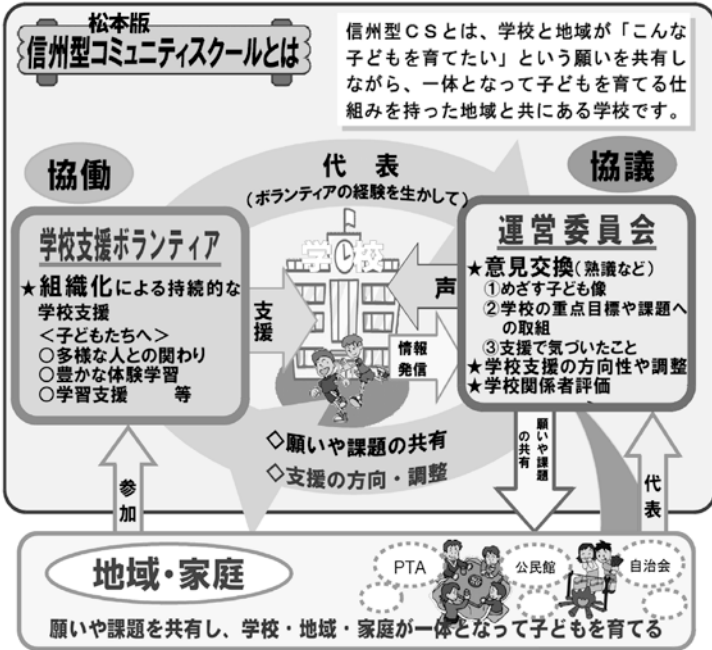 松本版
信州型コミュニティスクールとは
信州型ＣＳとは、学校と地域が「こんな
子どもを育てたい」という願いを共有し
ながら、一体となって子どもを育てる仕
組みを持った地域と共にある学校です。
協働
代表
（ボランティアの経験を生かして）
協議
学校支援ボランティア
★組織化による持続的な
学校支援
＜子どもたちへ＞
○多様な人との関わり
○豊かな体験学習
○学習支援　　等
支援
学校
声
情報
発信
運営委員会
★意見交換（熟議など）
①めざす子ども像
②学校の重点目標や課題へ
の取組
③支援で気づいたこと
★学校支援の方向性や調整
★学校関係者評価
◇願いや課題の共有
◇支援の方向・調整
参加
願いや課題
の共有
代表
地域・家庭
PTA
公民館
自治会
願いや課題を共有し、学校・地域・家庭が一体となって子どもを育てる